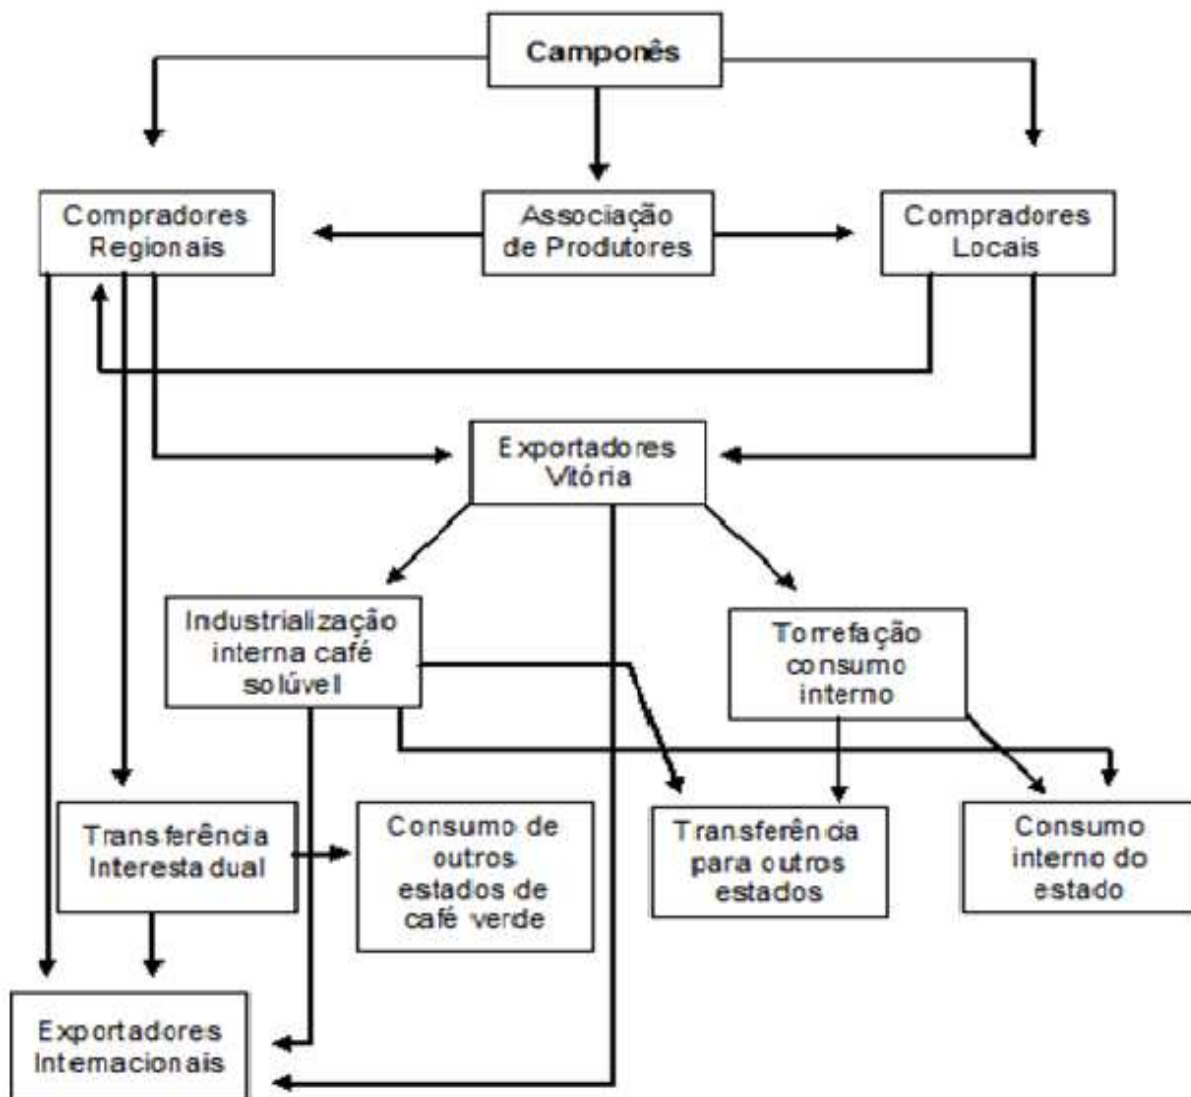 Camponês
Compradores
Regionais
Associação
de Produtores
Compradores
Locais
Exportadores
Vitória
Industrialização
interna café
solúvel
Torrefação
consumo
interno
Transferência
Interestadual
Consumo de
outros
estados de
café verde
Transferência
para outros
estados
Consumo
interno do
estado
Exportadores
Internacionais